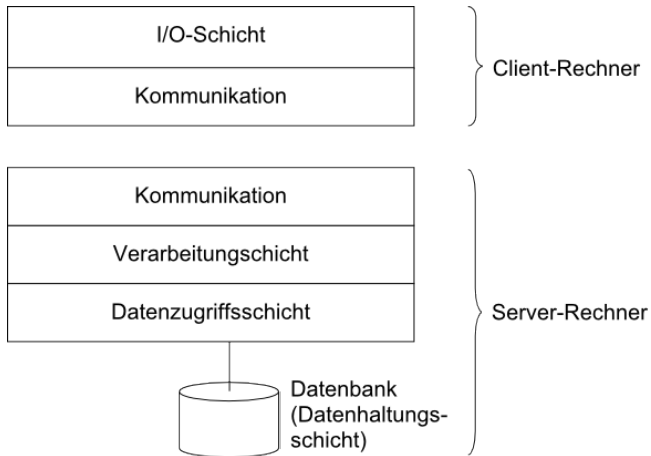 I/O-Schicht
Kommunikation
Client-Rechner
Kommunikation
Verarbeitungschicht
Datenzugriffsschicht
Server-Rechner
Datenbank
(Datenhaltungs-
schicht)